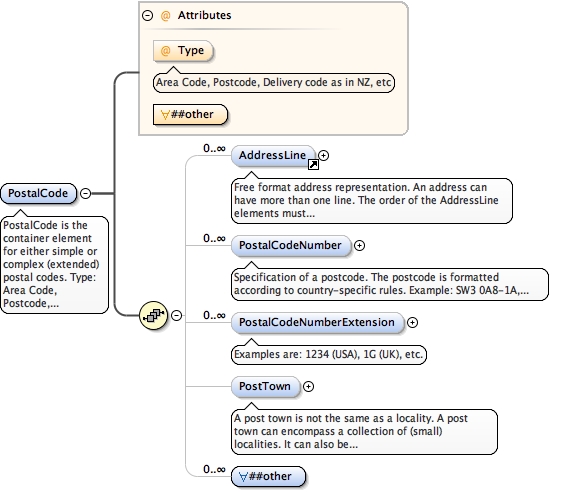 Attributes
@ Type
Area Code, Postcode, Delivery code as in NZ, etc
∀##other
0..∞
AddressLine
Free format address representation. An address can
have more than one line. The order of the AddressLine
elements must...
PostalCode
PostalCode is the
container element
for either simple or
complex (extended)
postal codes. Type:
Area Code,
Postcode,...
0..∞
PostalCodeNumber
Specification of a postcode. The postcode is formatted
according to country-specific rules. Example: SW3 0A8-1A,...
0..∞
PostalCodeNumberExtension
Examples are: 1234 (USA), 1G (UK), etc.
PostTown
A post town is not the same as a locality. A post
town can encompass a collection of (small)
localities. It can also be...
0..∞
∀##other